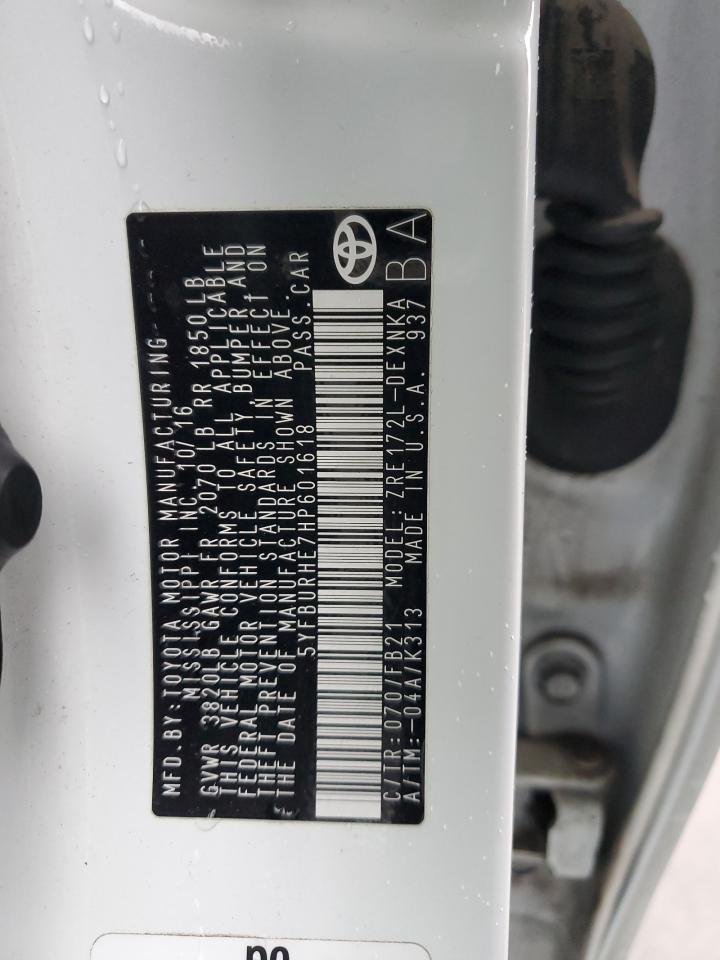 MFD.BY:TOYOTA MOTOR MANUFACTURING
MISSISSIPPI INC. 10/16
GVWR 3820LB GAWR FR 2070 LB RR 1850 LB
THIS VEHICLE CONFORMS TO ALL APPLICABLE
FEDERAL MOTOR VEHICLE SAFETY, BUMPER AND
THEFT PREVENTION STANDARDS IN EFFECT ON
THE DATE OF MANUFACTURE SHOWN ABOVE.
5YFBURHE7HP601618 PASS.CAR
C/TR:070/FB21 MODEL:ZRE172L-DEXNKA
A/TM:-04A/K313 MADE IN U.S.A. 937
BA